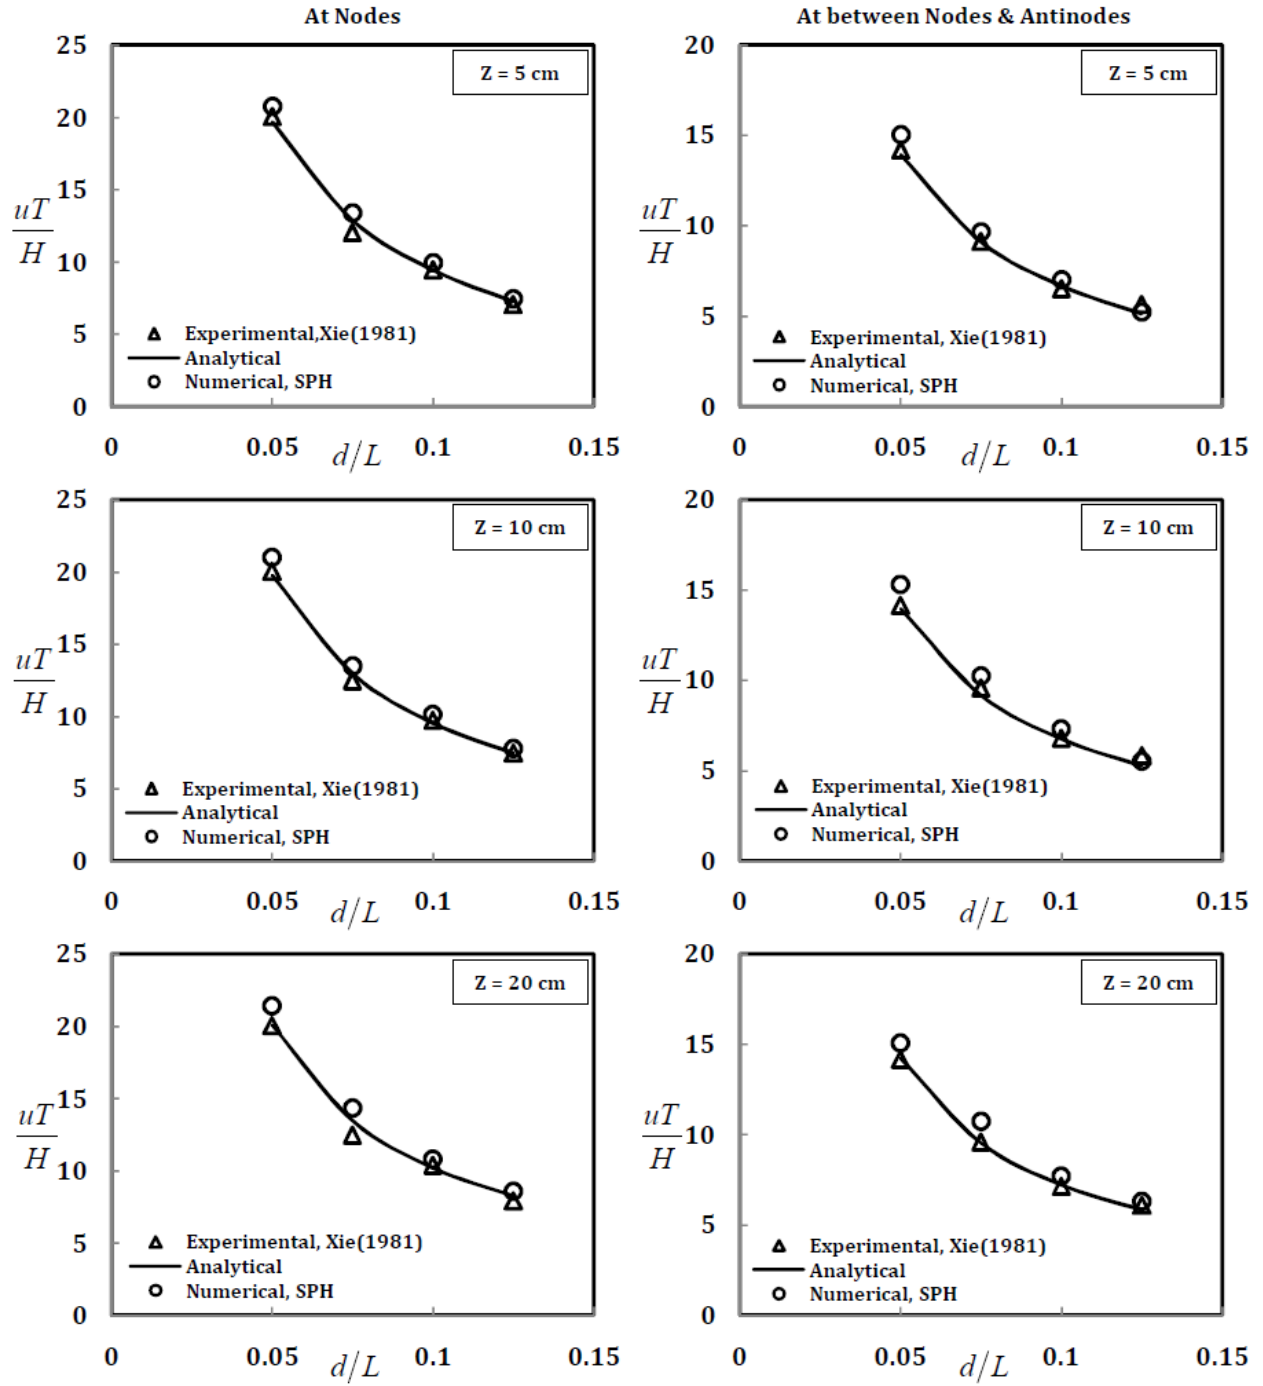 At Nodes
At between Nodes & Antinodes
25
20
15
10
5
0
uT
H
Z = 5 cm
Experimental,Xie(1981)
Analytical
Numerical, SPH
0 0.05 0.1 0.15
d/L
20
15
10
5
0
uT
H
Z = 5 cm
Experimental, Xie(1981)
Analytical
Numerical, SPH
0 0.05 0.1 0.15
d/L
25
20
15
10
5
0
uT
H
Z = 10 cm
Experimental, Xie(1981)
Analytical
Numerical, SPH
0 0.05 0.1 0.15
d/L
20
15
10
5
0
uT
H
Z = 10 cm
Experimental, Xie(1981)
Analytical
Numerical, SPH
0 0.05 0.1 0.15
d/L
25
20
15
10
5
0
uT
H
Z = 20 cm
Experimental, Xie(1981)
Analytical
Numerical, SPH
0 0.05 0.1 0.15
d/L
20
15
10
5
0
uT
H
Z = 20 cm
Experimental, Xie(1981)
Analytical
Numerical, SPH
0 0.05 0.1 0.15
d/L